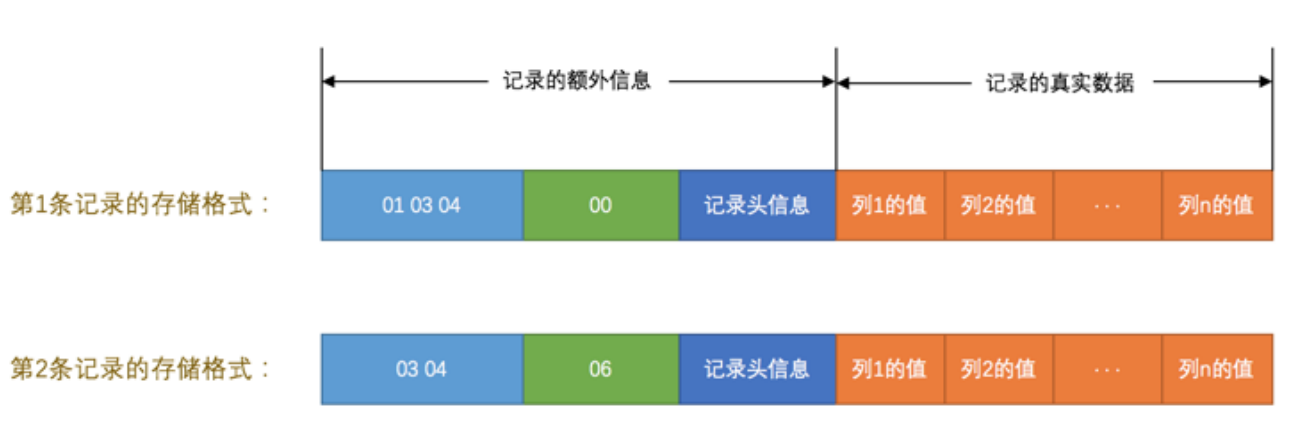 记录的额外信息 记录的真实数据
第1条记录的存储格式： 01 03 04 00 记录头信息 列1的值 列2的值 ... 列n的值
第2条记录的存储格式： 03 04 06 记录头信息 列1的值 列2的值 ... 列n的值